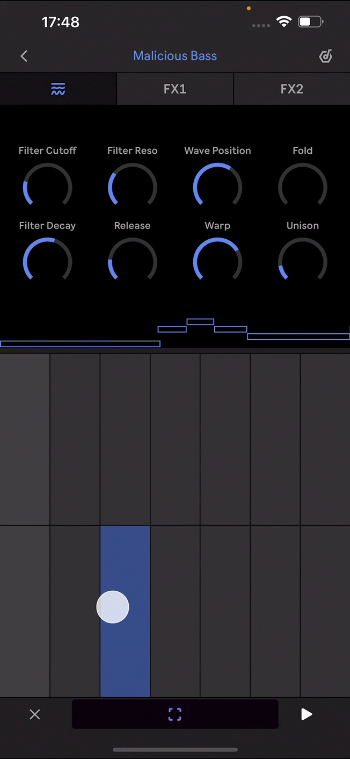 17:48
Malicious Bass
FX1 FX2
Filter Cutoff Filter Reso Wave Position Fold
Filter Decay Release Warp Unison